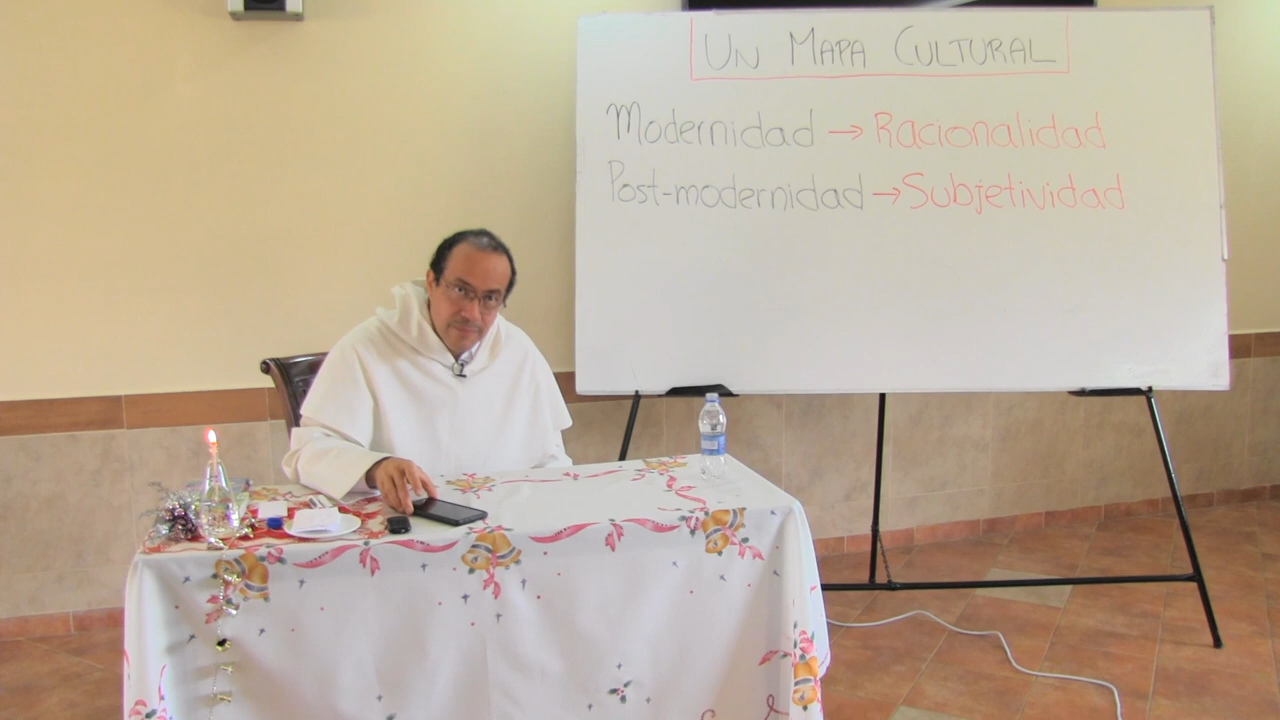 UN MAPA CULTURAL
Modernidad → Racionalidad
Post-modernidad → Subjetividad